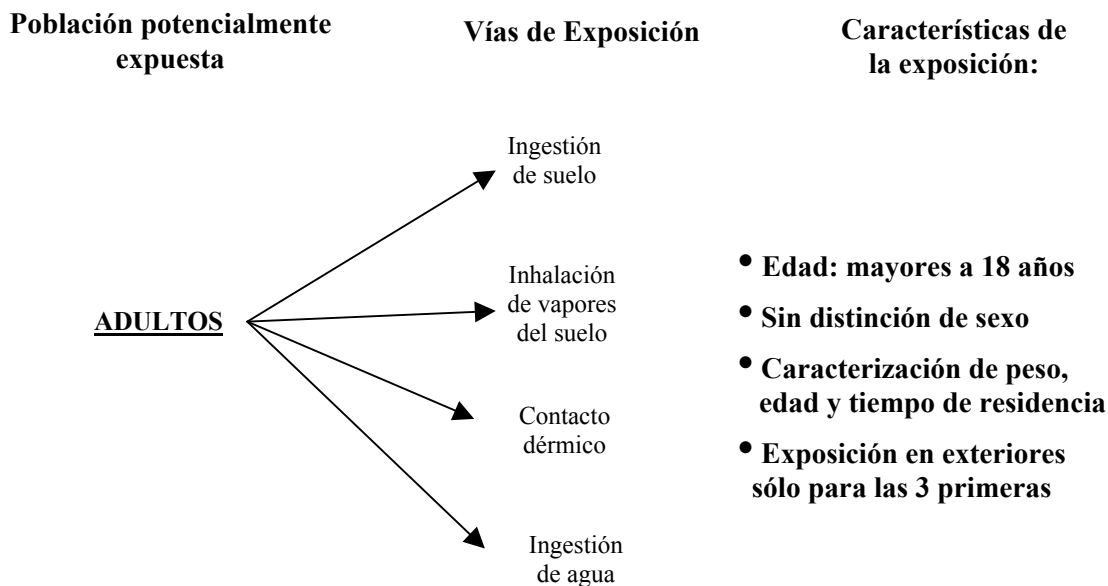 Población potencialmente
expuesta
Vías de Exposición
Características de
la exposición:
Ingestión
de suelo
Inhalación
de vapores
del suelo
ADULTOS
Contacto
dérmico
Ingestión
de agua
• Edad: mayores a 18 años
• Sin distinción de sexo
• Caracterización de peso,
edad y tiempo de residencia
• Exposición en exteriores
sólo para las 3 primeras